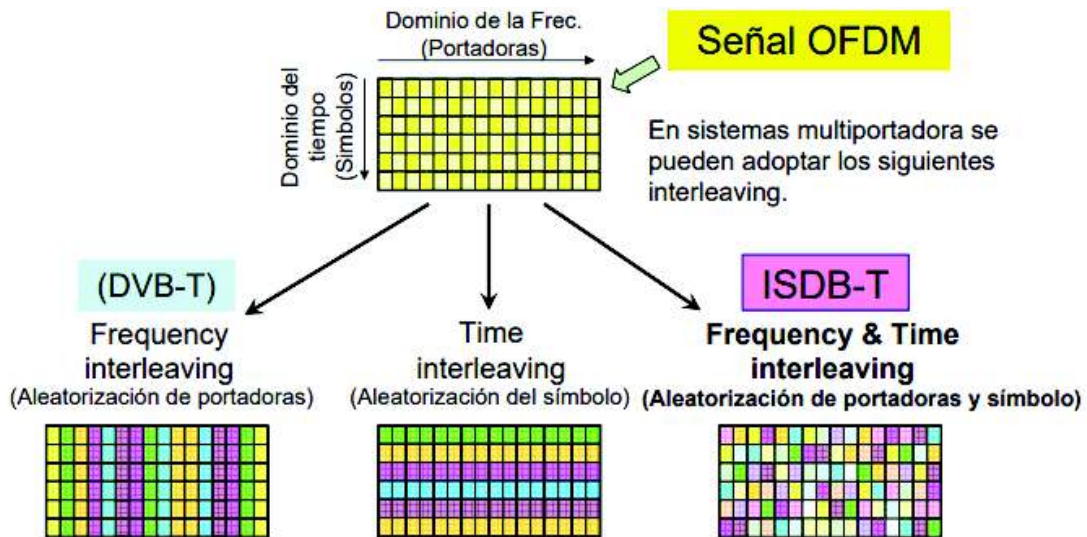 Dominio de la Frec.
(Portadoras)
Señal OFDM
Dominio del
tiempo
(Simbolos)
En sistemas multiportadora se
pueden adoptar los siguientes
interleaving.
(DVB-T)
Frequency
interleaving
(Aleatorización de portadoras)
Time
interleaving
(Aleatorización del símbolo)
ISDB-T
Frequency & Time
interleaving
(Aleatorización de portadoras y símbolo)